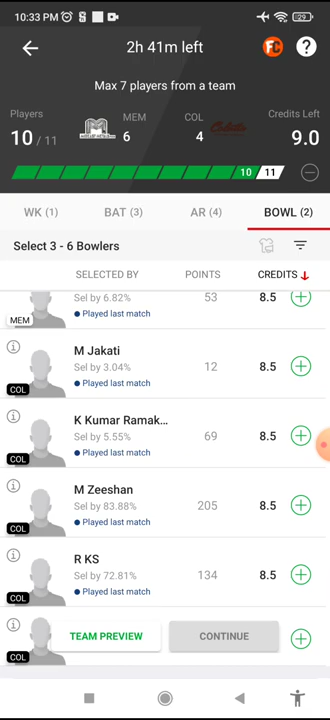 10:33 PM
29
2h 41m left
FC
?
Max 7 players from a team
Players
10 / 11
MEM
6
COL
4
Credits Left
9.0
10
11
WK (1)
BAT (3)
AR (4)
BOWL (2)
Select 3 - 6 Bowlers
SELECTED BY
POINTS
CREDITS
MEM
Sel by 6.82%
Played last match
53
8.5
COL
M Jakati
Sel by 3.04%
Played last match
12
8.5
COL
K Kumar Ramak...
Sel by 5.55%
Played last match
69
8.5
COL
M Zeeshan
Sel by 83.88%
Played last match
205
8.5
COL
R KS
Sel by 72.81%
Played last match
134
8.5
COL
TEAM PREVIEW
CONTINUE